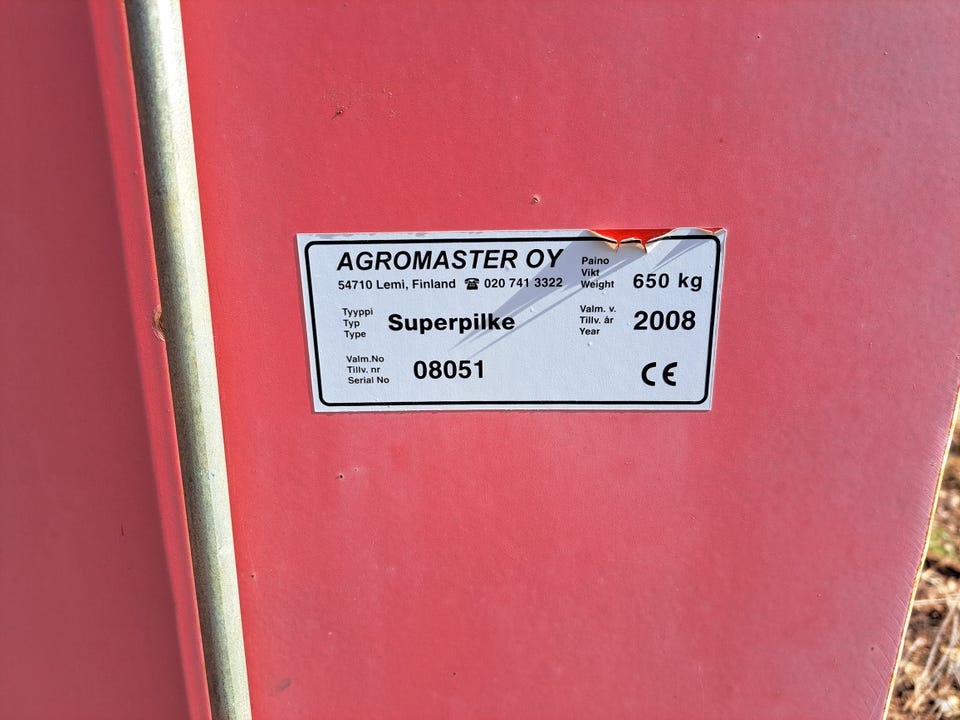 AGROMASTER OY
54710 Lemi, Finland ☎ 020 741 3322
Paino
Vikt
Weight 650 kg
Tyyppi
Typ
Type Superpilke
Valm. v.
Tillv. år
Year 2008
Valm.No
Tillv. nr
Serial No 08051
CE